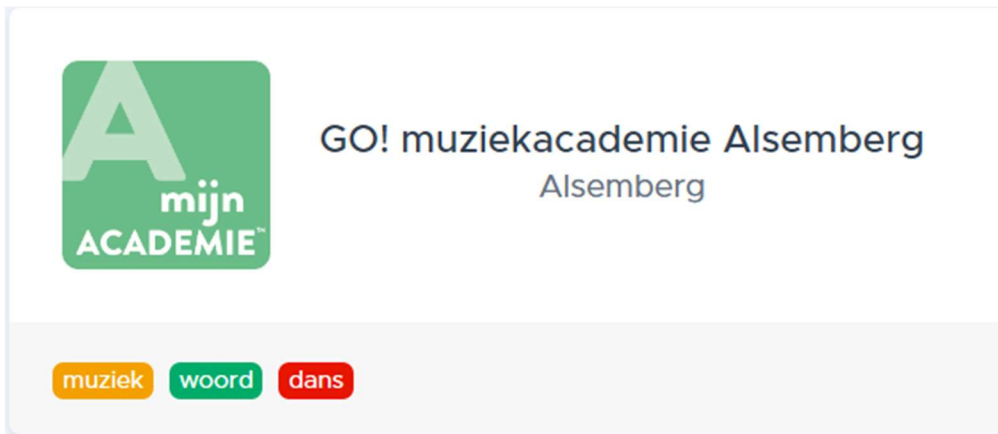 A
mijn
ACADEMIE™
GO! muziekacademie Alsemberg
Alsemberg
muziek woord dans